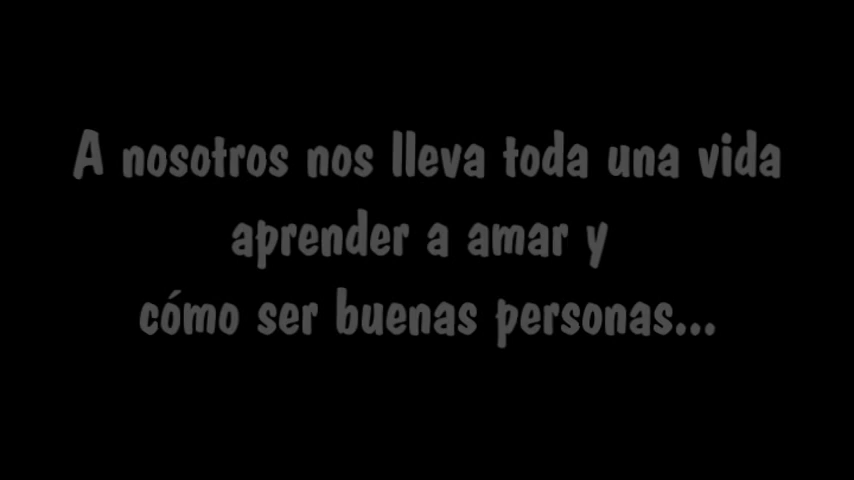 A nosotros nos lleva toda una vida
aprender a amar y
cómo ser buenas personas...